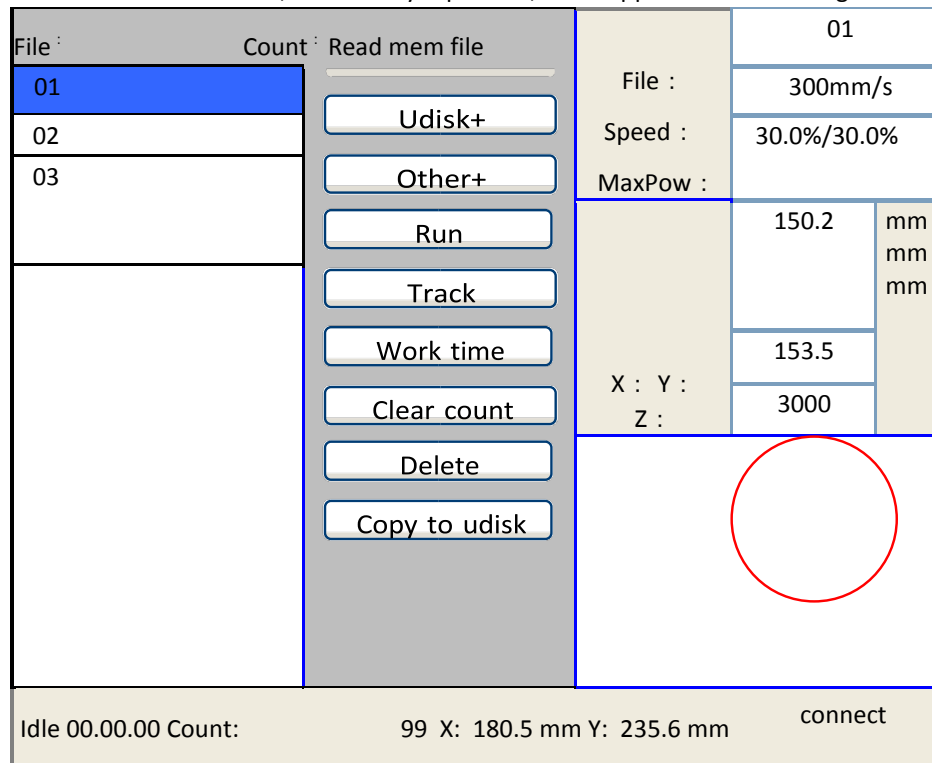 File : Count : Read mem file
01
02
03
Udisk+
Other+
Run
Track
Work time
Clear count
Delete
Copy to udisk
File :
Speed :
MaxPow :
01
300mm/s
30.0%/30.0%
X : Y :
Z :
150.2
153.5
3000
mm
mm
mm
Idle 00.00.00 Count: 99 X: 180.5 mm Y: 235.6 mm connect